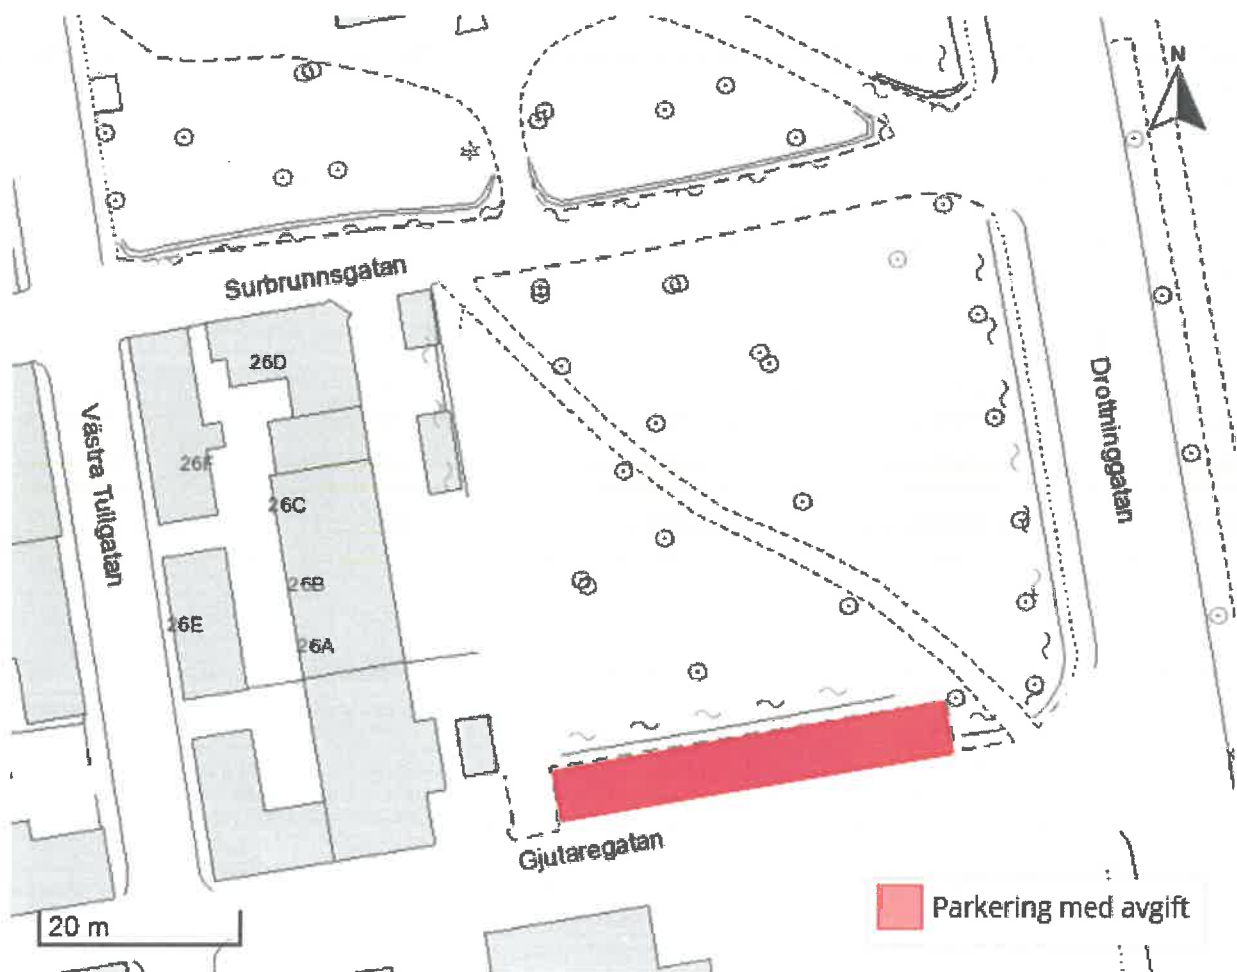 N
Surbrunnsgatan
26D
Drottninggatan
Västra Tullgatan
26F
26C
26B
26E
26A
Gjutaregatan
Parkering med avgift
20 m